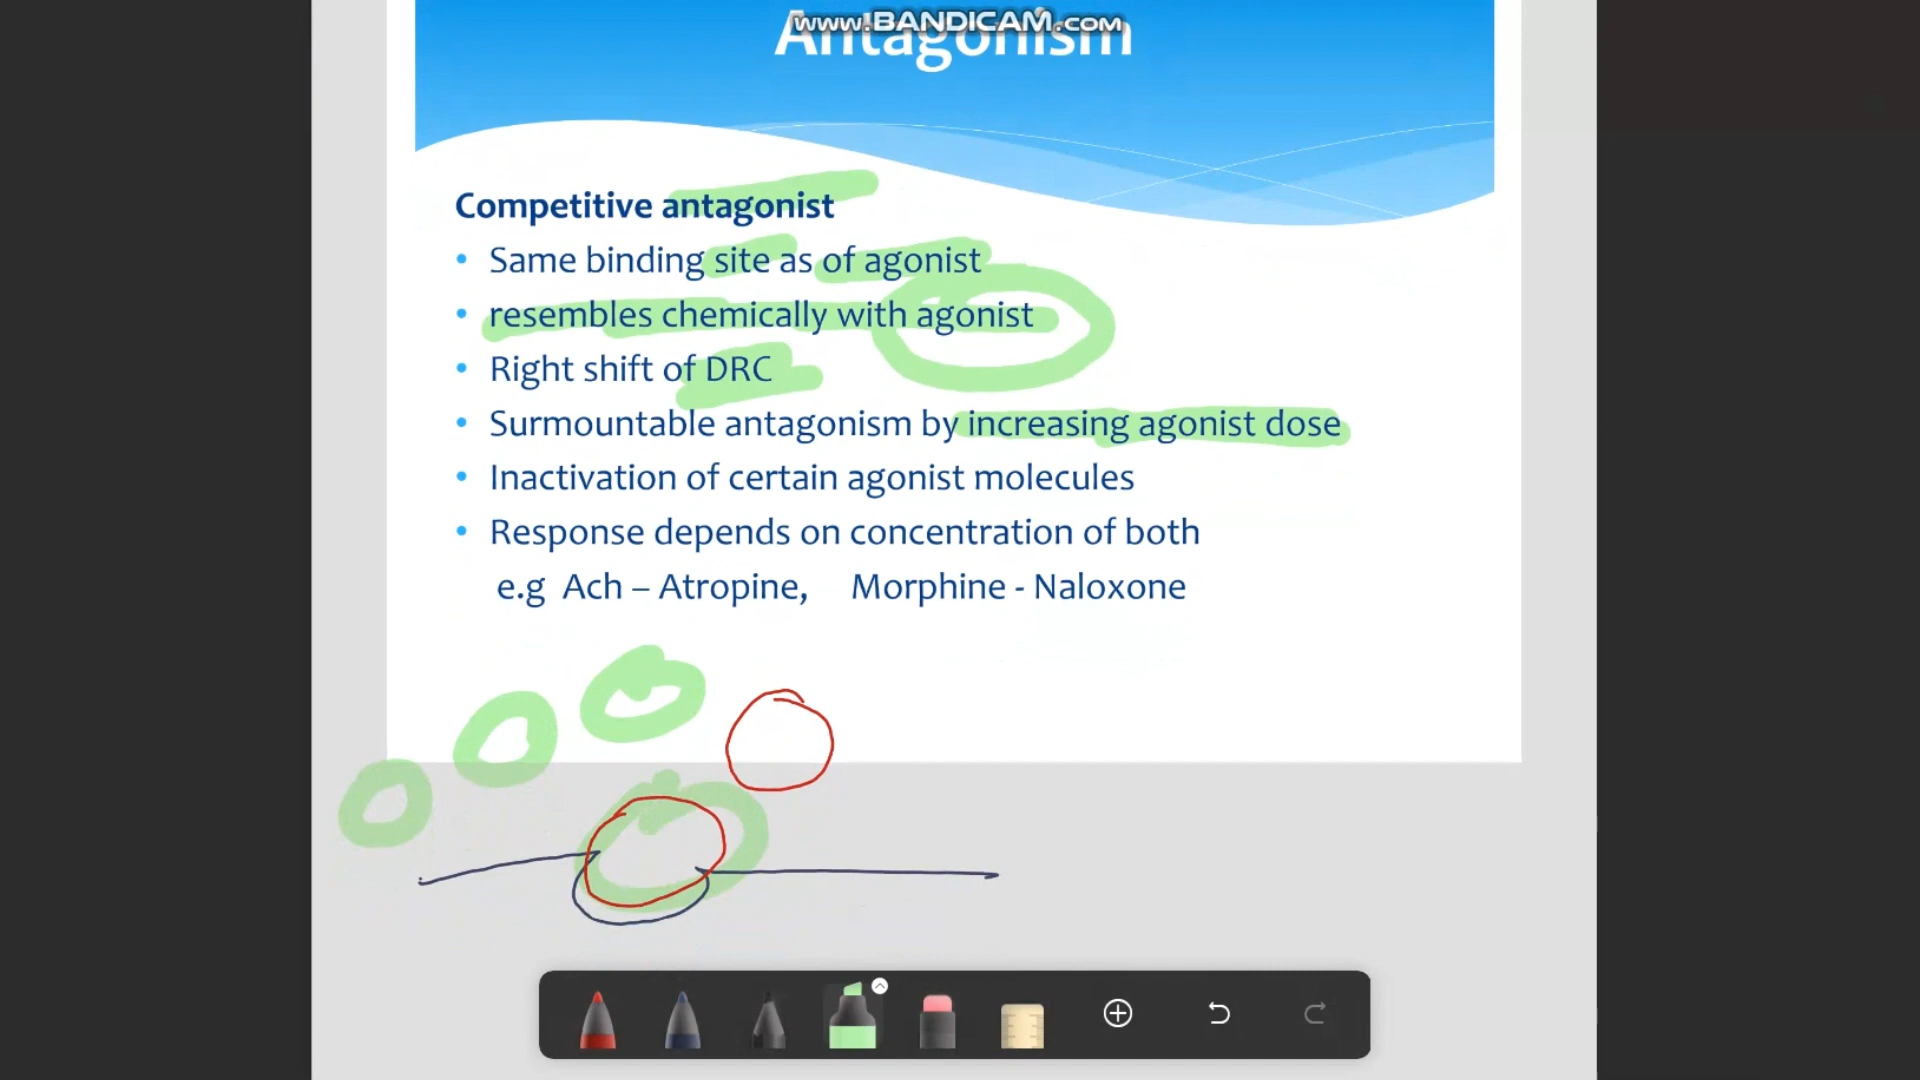 www.BANDICAM.com
Antagonism
Competitive antagonist
• Same binding site as of agonist
• resembles chemically with agonist
• Right shift of DRC
• Surmountable antagonism by increasing agonist dose
• Inactivation of certain agonist molecules
• Response depends on concentration of both
e.g Ach – Atropine, Morphine - Naloxone